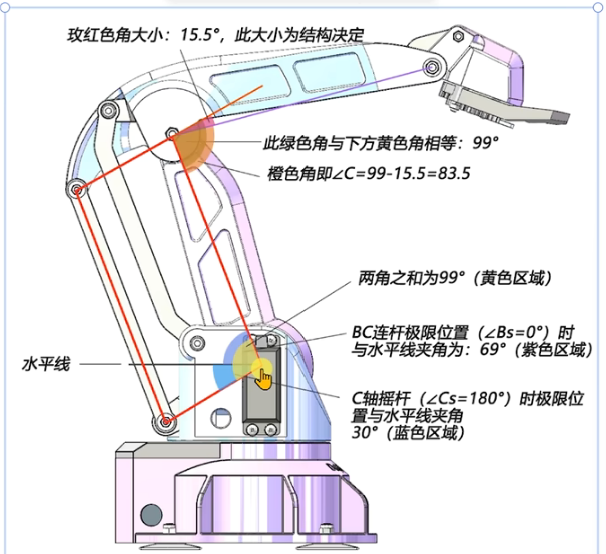 玫红色角大小：15.5°，此大小为结构决定
此绿色角与下方黄色角相等：99°
橙色角即∠C=99-15.5=83.5
两角之和为99°（黄色区域）
BC连杆极限位置（∠Bs=0°）时
与水平线夹角为：69°（紫色区域）
水平线
C轴摇杆（∠Cs=180°）时极限位
置与水平线夹角
30°（蓝色区域）